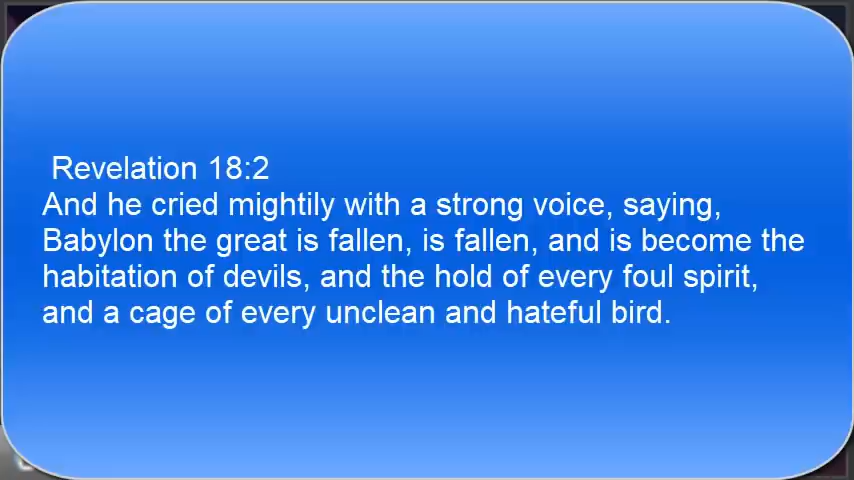 Revelation 18:2
And he cried mightily with a strong voice, saying,
Babylon the great is fallen, is fallen, and is become the
habitation of devils, and the hold of every foul spirit,
and a cage of every unclean and hateful bird.